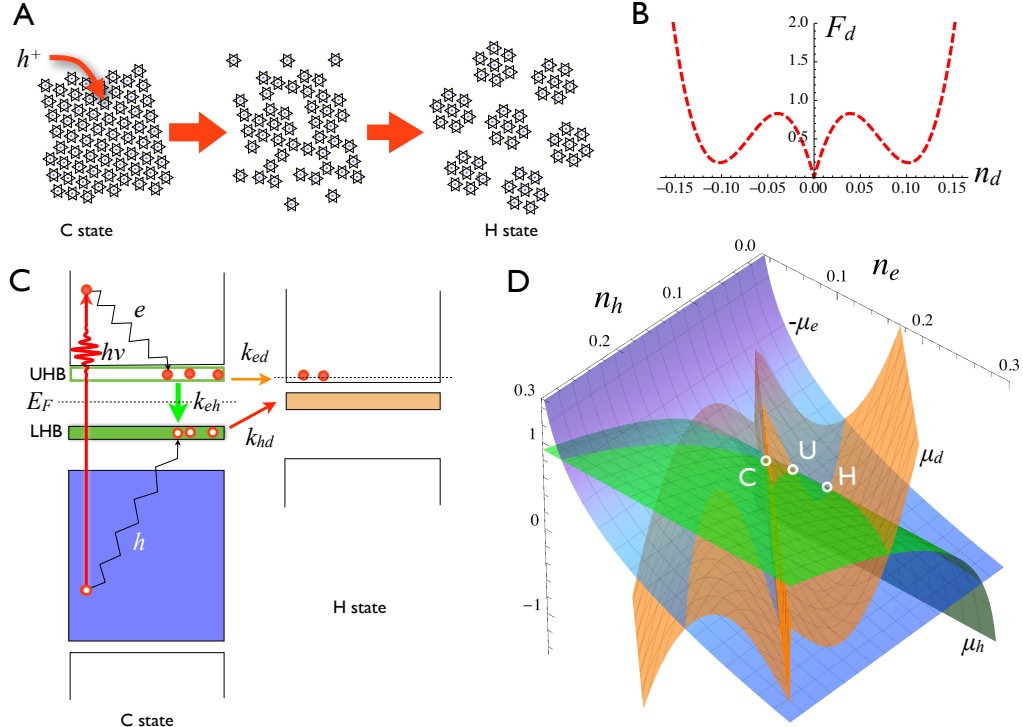 A
h⁺
C state
H state
B
F_d
2.0
1.5
1.0
0.5
−0.15 −0.10 −0.05 0.00 0.05 0.10 0.15
n_d
C
e
hν
UHB
k_ed
E_F
k_eh
LHB
k_hd
h
H state
C state
D
0.0
0.1
n_e
0.2
0.3
n_h
0.1
0.2
0.3
-μ_e
1
0
−1
C
U
H
μ_d
μ_h